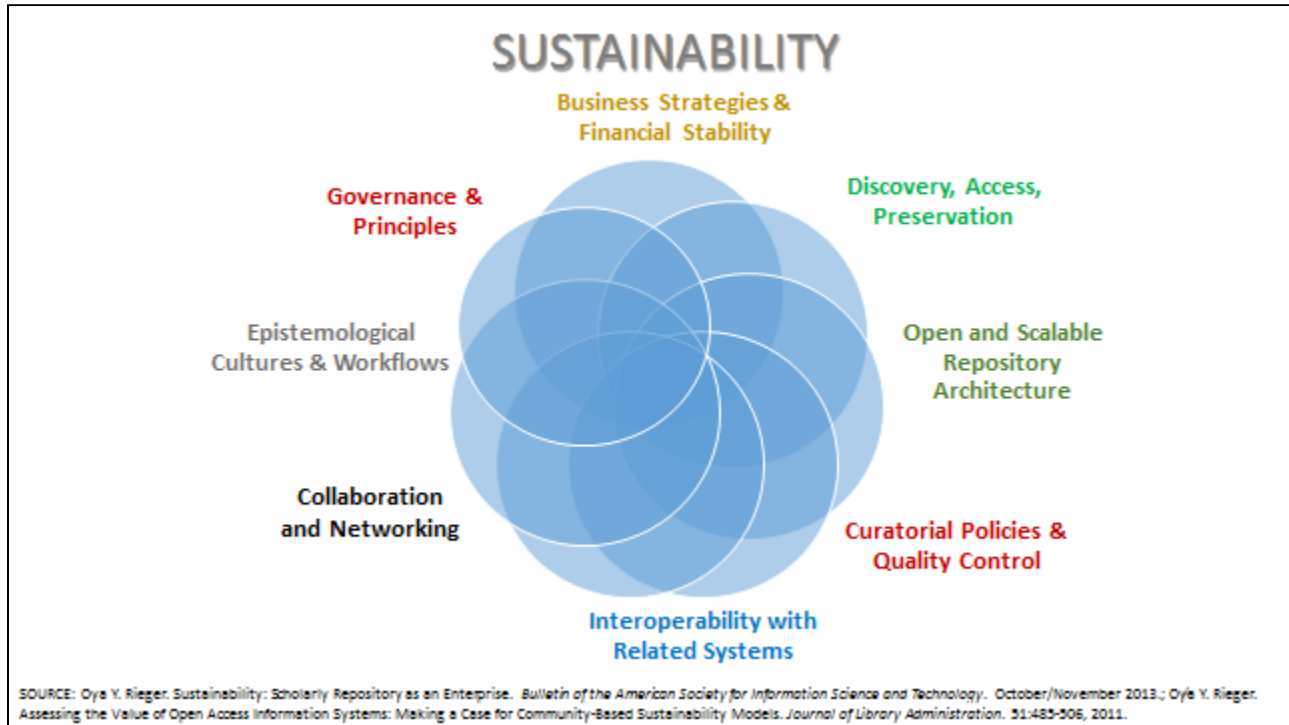 SUSTAINABILITY
Business Strategies &
Financial Stability
Governance &
Principles
Discovery, Access,
Preservation
Epistemological
Cultures & Workflows
Open and Scalable
Repository
Architecture
Collaboration
and Networking
Curatorial Policies &
Quality Control
Interoperability with
Related Systems
SOURCE: Oya Y. Rieger. Sustainability: Scholarly Repository as an Enterprise. Bulletin of the American Society for Information Science and Technology. October/November 2013.; Oya Y. Rieger.
Assessing the Value of Open Access Information Systems: Making a Case for Community-Based Sustainability Models. Journal of Library Administration. 51:485-506, 2011.